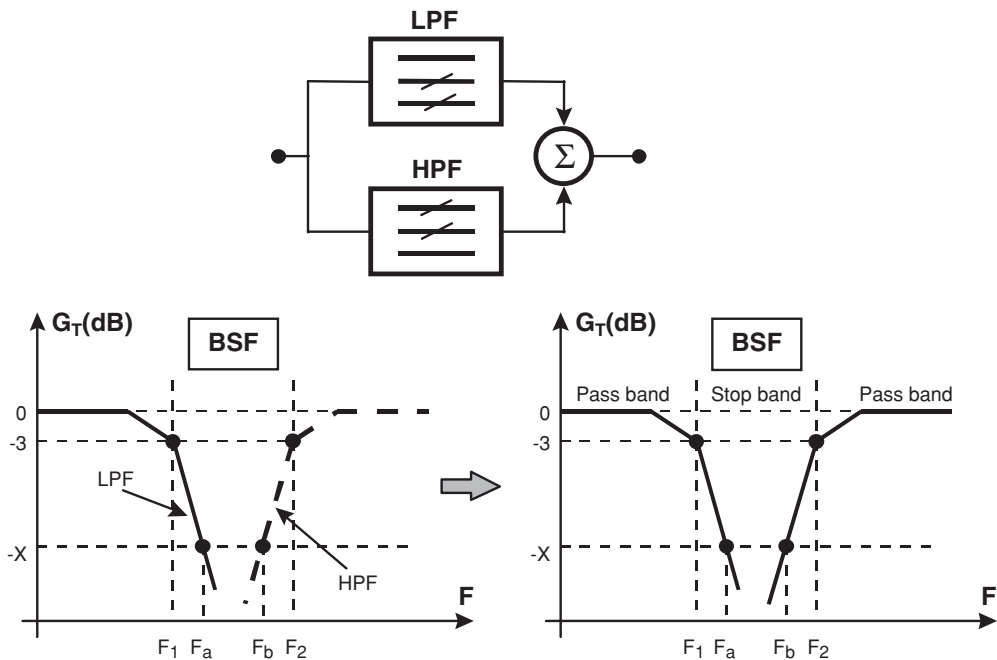 LPF
Σ
HPF
G_T(dB)
BSF
0
-3
LPF
-X
HPF
F
F_1 F_a F_b F_2
G_T(dB)
BSF
Pass band Stop band Pass band
0
-3
-X
F
F_1 F_a F_b F_2